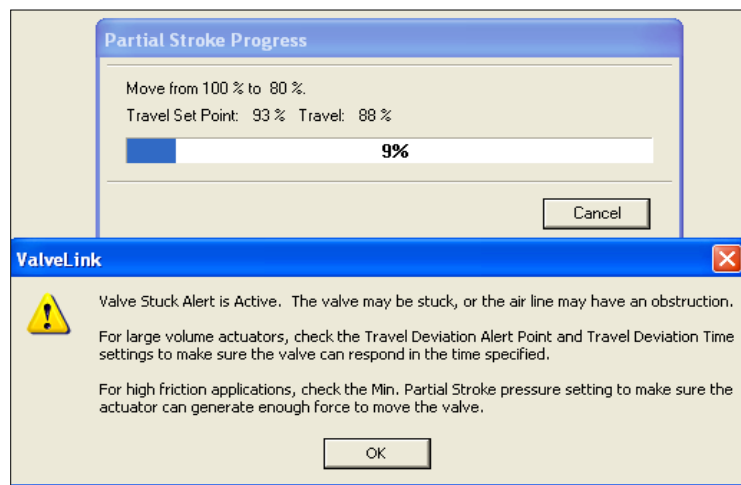 Partial Stroke Progress
Move from 100 % to 80 %.
Travel Set Point: 93 % Travel: 88 %
9%
Cancel
ValveLink
Valve Stuck Alert is Active. The valve may be stuck, or the air line may have an obstruction.
For large volume actuators, check the Travel Deviation Alert Point and Travel Deviation Time
settings to make sure the valve can respond in the time specified.
For high friction applications, check the Min. Partial Stroke pressure setting to make sure the
actuator can generate enough force to move the valve.
OK